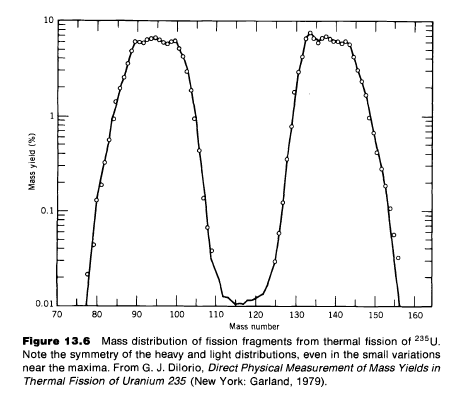 10
1
0.1
0.01
Mass yield (%)
70 80 90 100 110 120 130 140 150 160
Mass number
Figure 13.6 Mass distribution of fission fragments from thermal fission of ²³⁵U.
Note the symmetry of the heavy and light distributions, even in the small variations
near the maxima. From G. J. Dilorio, Direct Physical Measurement of Mass Yields in
Thermal Fission of Uranium 235 (New York: Garland, 1979).